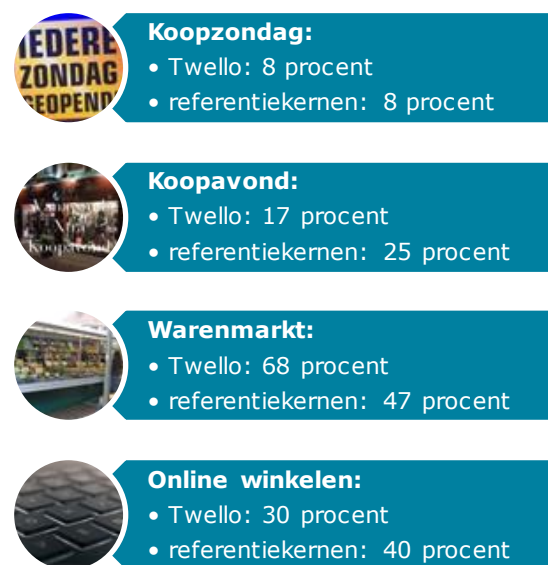 IEDERE
ZONDAG
GEOPEND
Koopzondag:
• Twello: 8 procent
• referentiekernen: 8 procent
Koopavond
Koopavond:
• Twello: 17 procent
• referentiekernen: 25 procent
Warenmarkt:
• Twello: 68 procent
• referentiekernen: 47 procent
Online winkelen:
• Twello: 30 procent
• referentiekernen: 40 procent